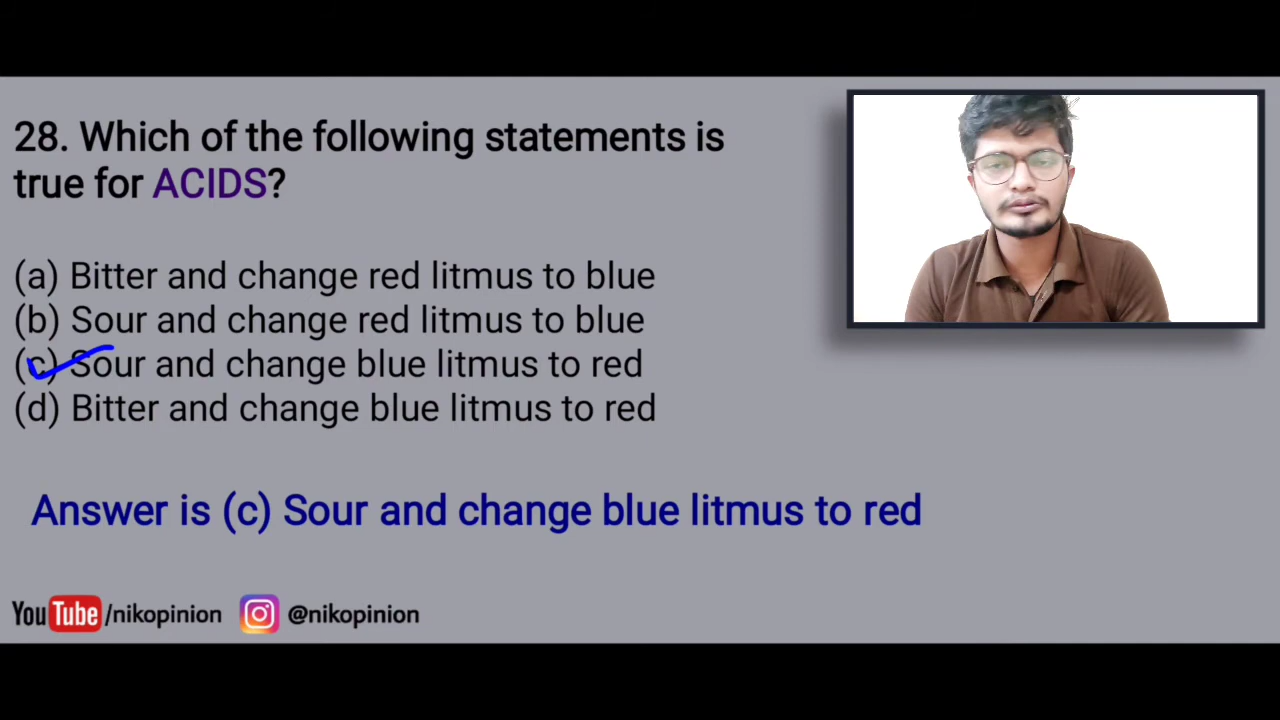 28. Which of the following statements is
true for ACIDS?
(a) Bitter and change red litmus to blue
(b) Sour and change red litmus to blue
(c) Sour and change blue litmus to red
(d) Bitter and change blue litmus to red
Answer is (c) Sour and change blue litmus to red
YouTube/nikopinion @nikopinion